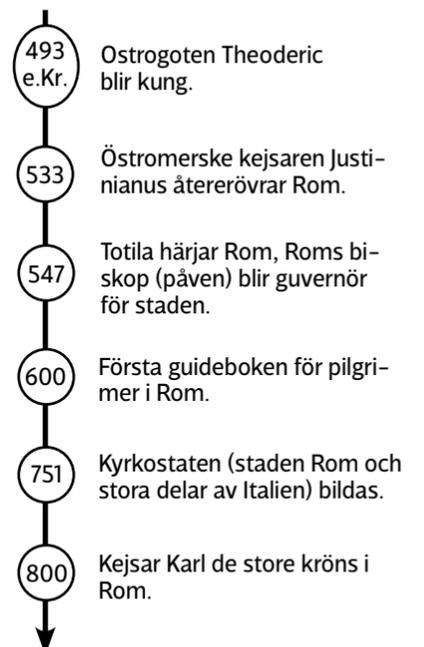 493
e.Kr.
Ostrogoten Theoderic
blir kung.
533
Östromerske kejsaren Justi-
nianus återerövrar Rom.
547
Totila härjar Rom, Roms bi-
skop (påven) blir guvernör
för staden.
600
Första guideboken för pilgri-
mer i Rom.
751
Kyrkostaten (staden Rom och
stora delar av Italien) bildas.
800
Kejsar Karl de store kröns i
Rom.